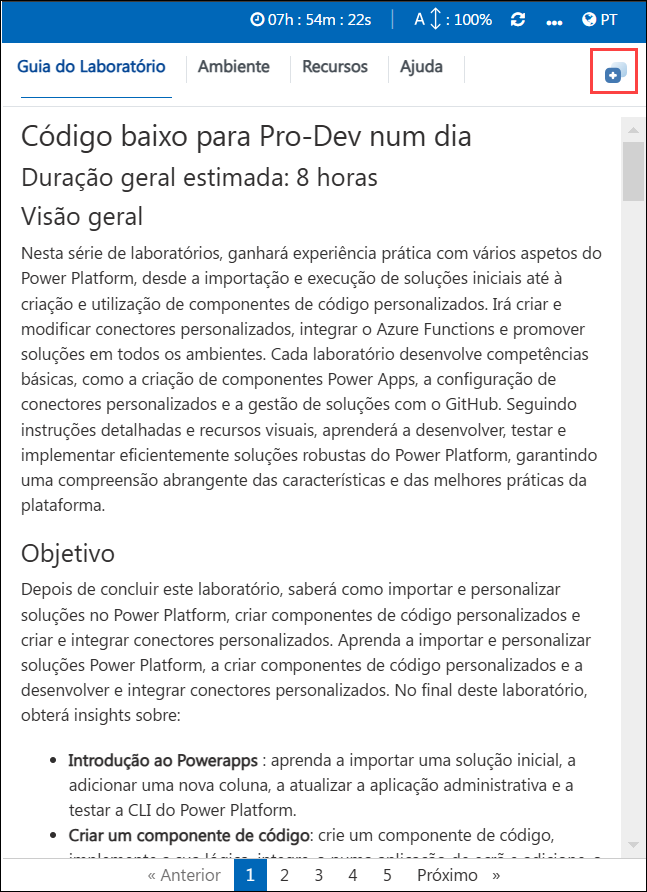 07h : 54m : 22s | A : 100% ••• PT
Guia do Laboratório Ambiente Recursos Ajuda
Código baixo para Pro-Dev num dia
Duração geral estimada: 8 horas
Visão geral
Nesta série de laboratórios, ganhará experiência prática com vários aspetos do
Power Platform, desde a importação e execução de soluções iniciais até à
criação e utilização de componentes de código personalizados. Irá criar e
modificar conectores personalizados, integrar o Azure Functions e promover
soluções em todos os ambientes. Cada laboratório desenvolve competências
básicas, como a criação de componentes Power Apps, a configuração de
conectores personalizados e a gestão de soluções com o GitHub. Seguindo
instruções detalhadas e recursos visuais, aprenderá a desenvolver, testar e
implementar eficientemente soluções robustas do Power Platform, garantindo
uma compreensão abrangente das características e das melhores práticas da
plataforma.
Objetivo
Depois de concluir este laboratório, saberá como importar e personalizar
soluções no Power Platform, criar componentes de código personalizados e
criar e integrar conectores personalizados. Aprenda a importar e personalizar
soluções Power Platform, a criar componentes de código personalizados e a
desenvolver e integrar conectores personalizados. No final deste laboratório,
obterá insights sobre:
• Introdução ao Powerapps : aprenda a importar uma solução inicial, a
adicionar uma nova coluna, a atualizar a aplicação administrativa e a
testar a CLI do Power Platform.
• Criar um componente de código: crie um componente de código,
« Anterior 1 2 3 4 5 Próximo »